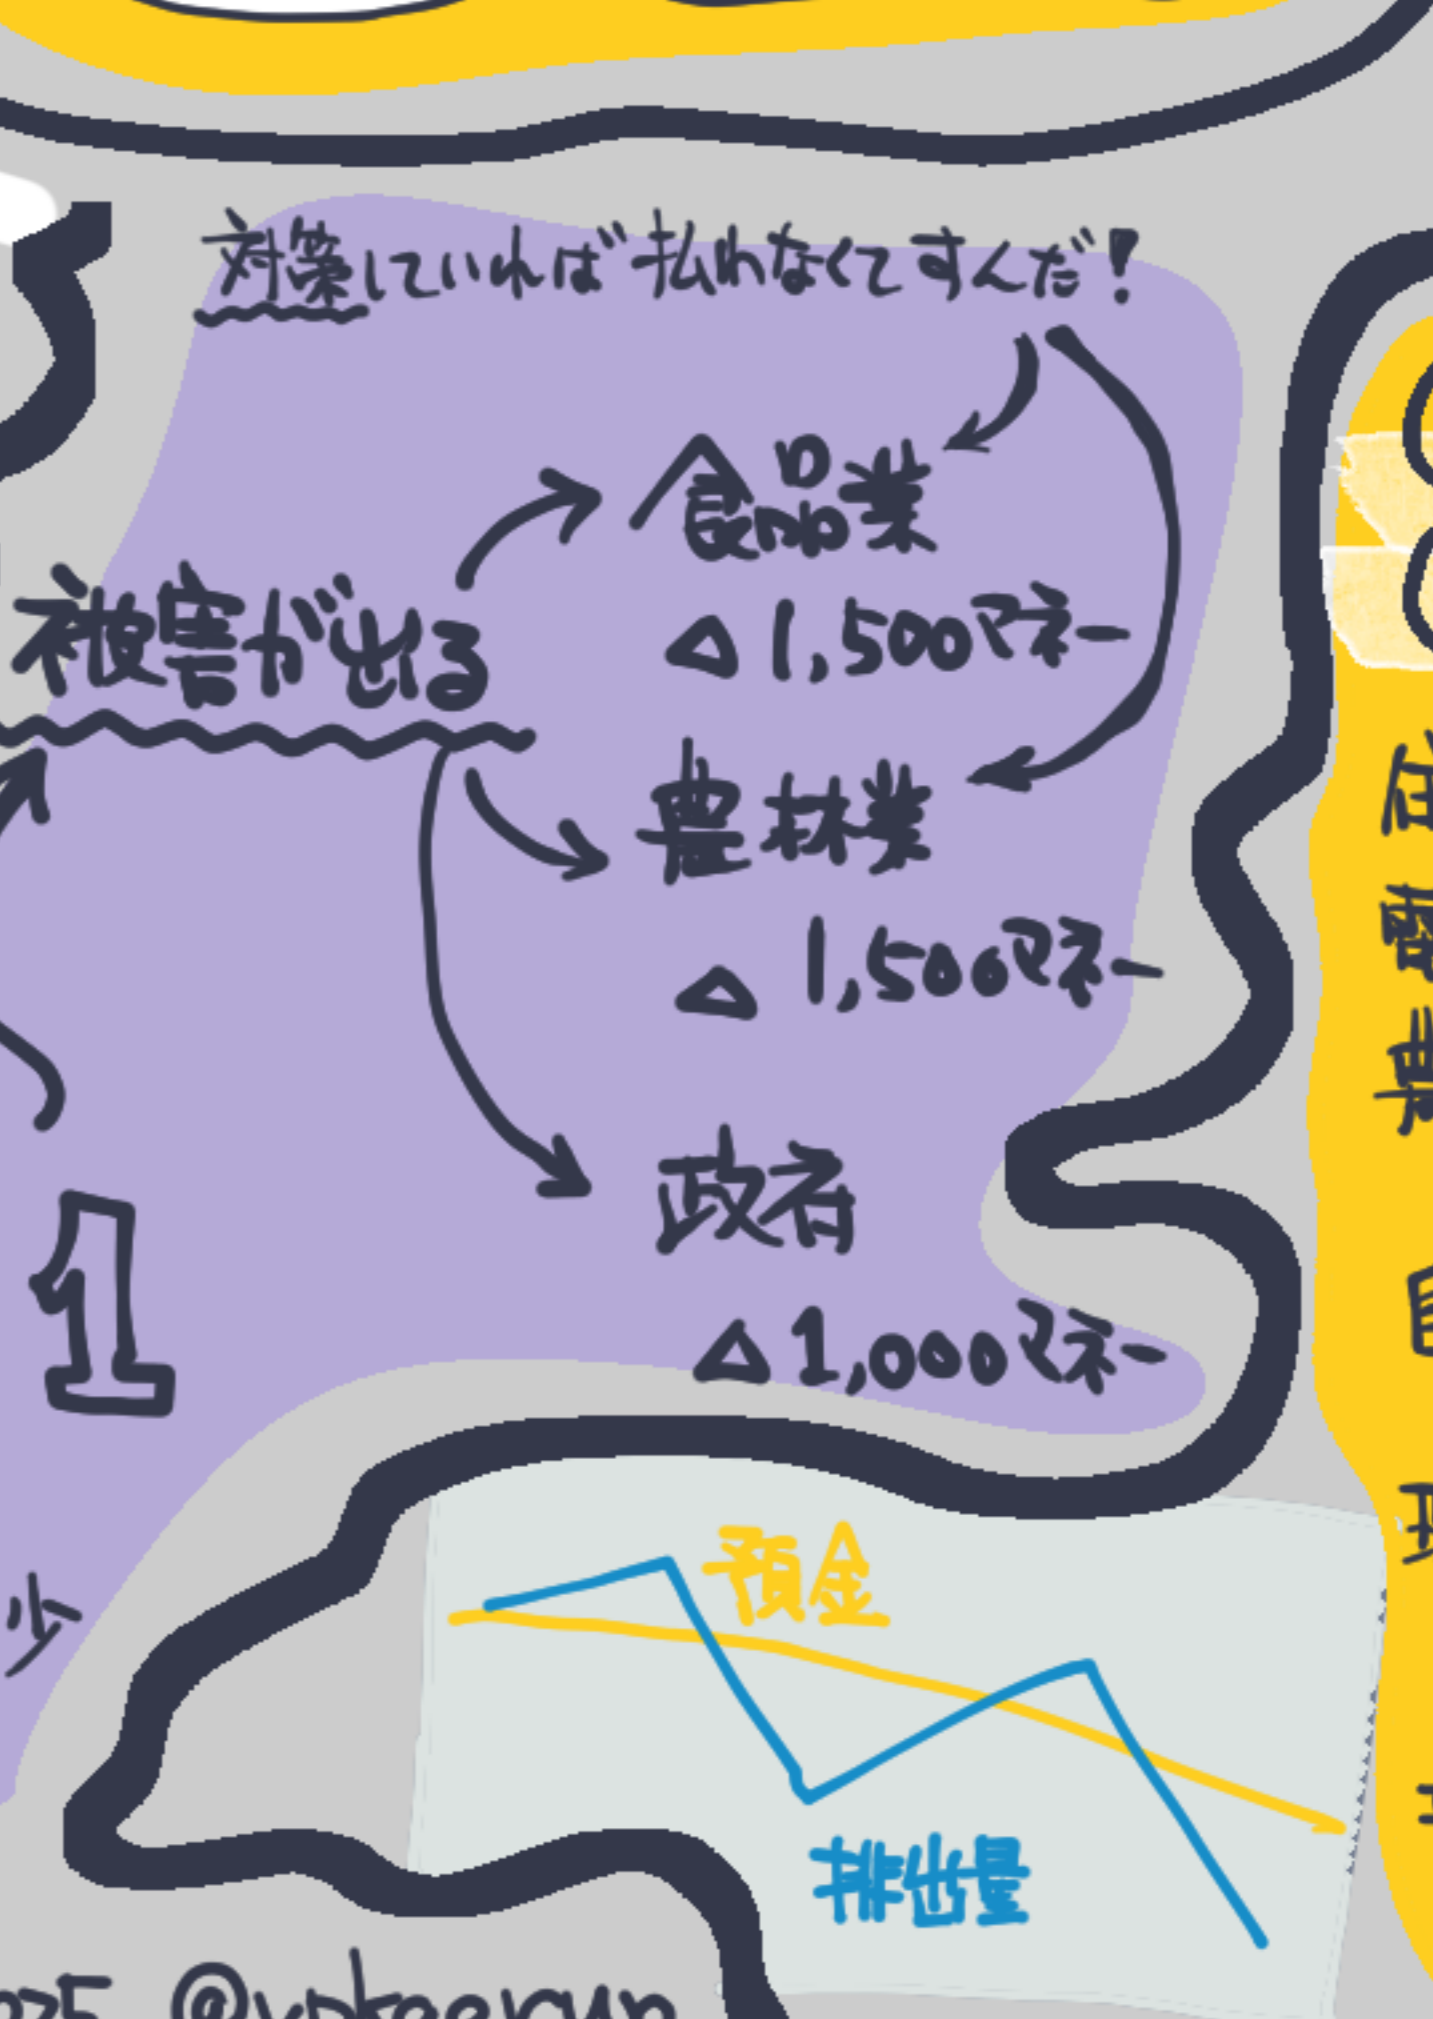 対策していれば払わなくてすんだ!
食品業
△1,500マネー
被害が出る
農林業
△1,500マネー
政府
△1,000マネー
1
少
預金
排出量